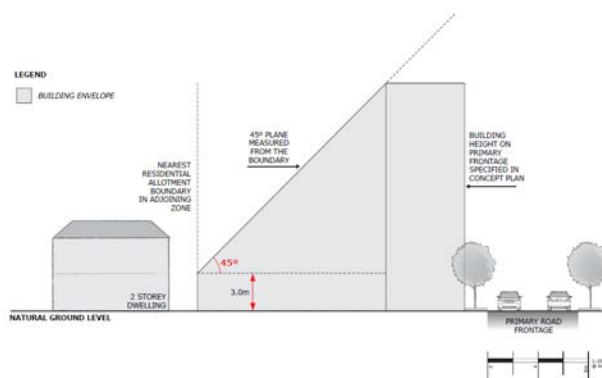 LEGEND
BUILDING ENVELOPE
NEAREST
RESIDENTIAL
ALLOTMENT
BOUNDARY
IN ADJOINING
ZONE
45º PLANE
MEASURED
FROM THE
BOUNDARY
BUILDING
HEIGHT ON
PRIMARY
FRONTAGE
SPECIFIED IN
CONCEPT PLAN
45º
3.0m
2 STOREY
DWELLING
NATURAL GROUND LEVEL
PRIMARY ROAD
FRONTAGE